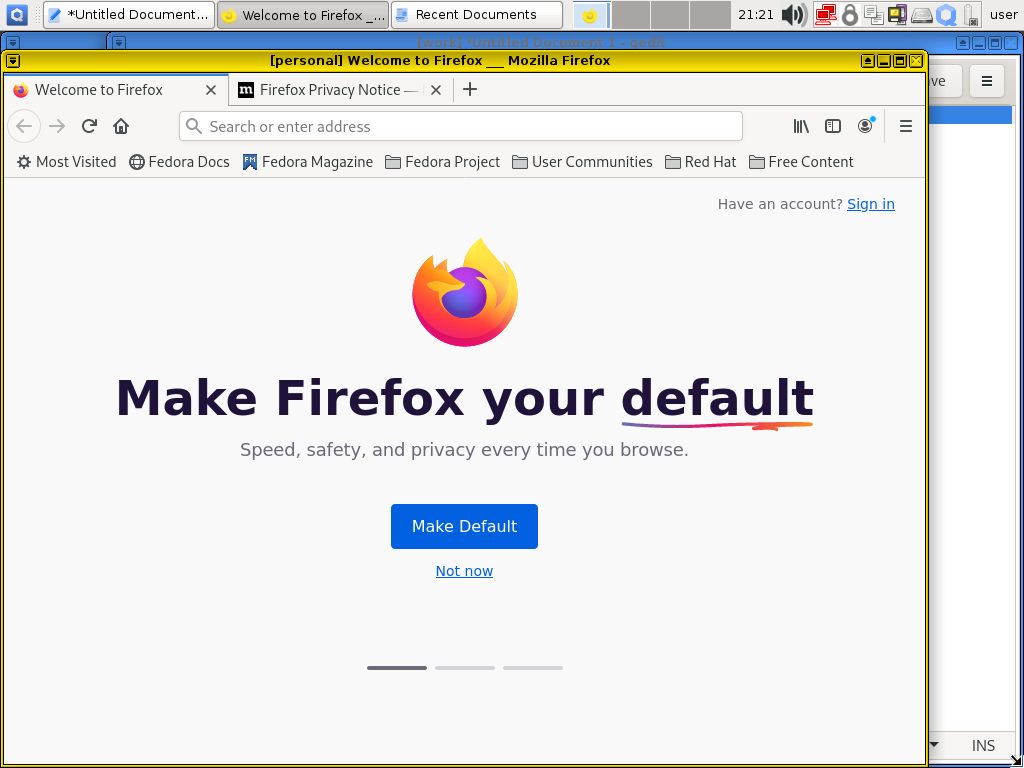 *Untitled Document... Welcome to Firefox _... Recent Documents 21:21 user
[work] *Untitled Document 1 - gedit
[personal] Welcome to Firefox __ Mozilla Firefox
Welcome to Firefox m Firefox Privacy Notice — ve
Search or enter address
Most Visited Fedora Docs FM Fedora Magazine Fedora Project User Communities Red Hat Free Content
Have an account? Sign in
Make Firefox your default
Speed, safety, and privacy every time you browse.
Make Default
Not now
INS